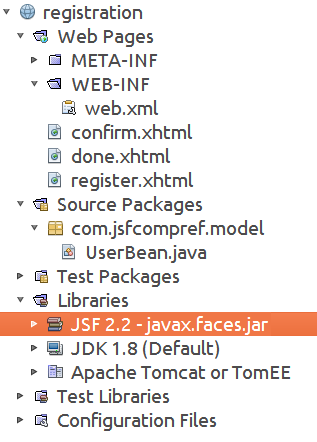 registration
Web Pages
META-INF
WEB-INF
web.xml
confirm.xhtml
done.xhtml
register.xhtml
Source Packages
com.jsfcompref.model
UserBean.java
Test Packages
Libraries
JSF 2.2 - javax.faces.jar
JDK 1.8 (Default)
Apache Tomcat or TomEE
Test Libraries
Configuration Files